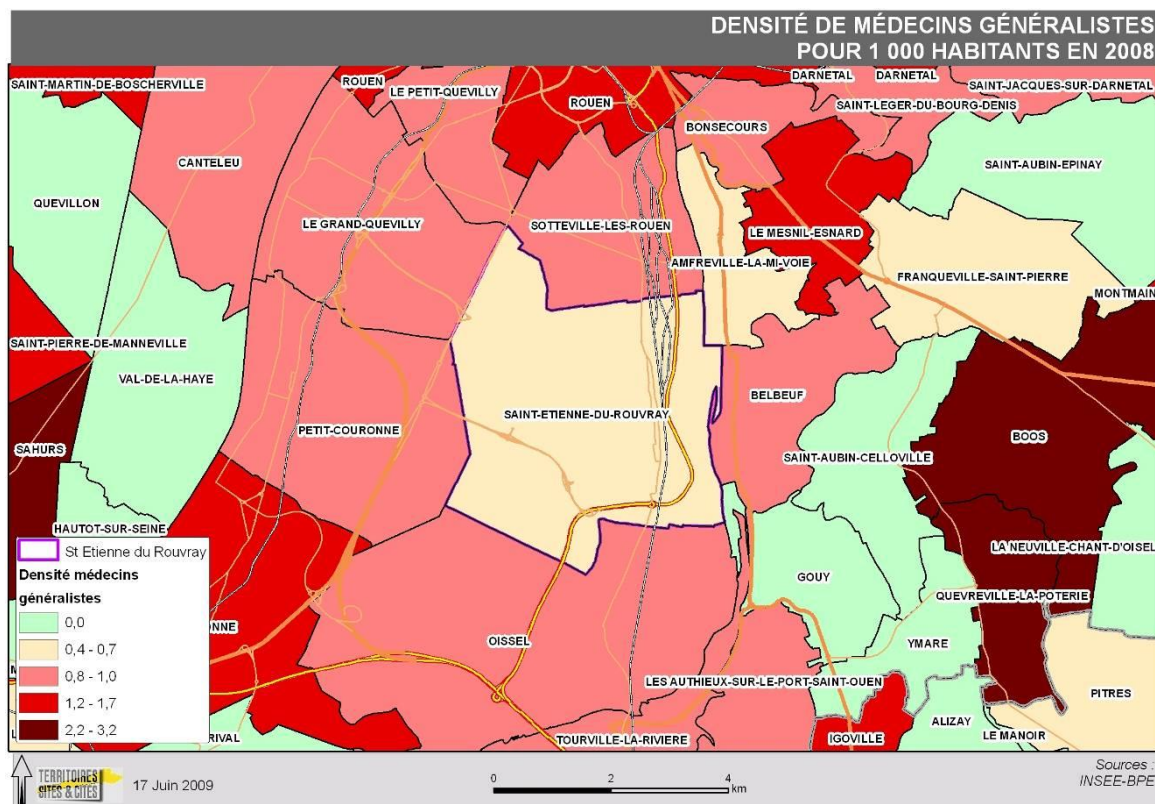 DENSITÉ DE MÉDECINS GÉNÉRALISTES
POUR 1 000 HABITANTS EN 2008
SAINT-MARTIN-DE-BOSCHERVILLE
ROUEN
LE PETIT-QUEVILLY
ROUEN
DARNETAL
DARNETAL
SAINT-JACQUES-SUR-DARNETAL
SAINT-LEGER-DU-BOURG-DENIS
BONSECOURS
CANTELEU
SAINT-AUBIN-EPINAY
QUEVILLON
LE GRAND-QUEVILLY
SOTTEVILLE-LES-ROUEN
LE MESNIL-ESNARD
AMFREVILLE-LA-MI-VOIE
FRANQUEVILLE-SAINT-PIERRE
MONTMAIN
SAINT-PIERRE-DE-MANNEVILLE
VAL-DE-LA-HAYE
BELBEUF
SAINT-ETIENNE-DU-ROUVRAY
PETIT-COURONNE
BOOS
SAHURS
SAINT-AUBIN-CELLOVILLE
HAUTOT-SUR-SEINE
LA NEUVILLE-CHANT-D'OISEL
GOUY
QUEVREVILLE-LA-POTERIE
OISSEL
YMARE
LES AUTHIEUX-SUR-LE-PORT-SAINT-OUEN
PITRES
ALIZAY
TOURVILLE-LA-RIVIERE
IGOVILLE
LE MANOIR
ONNE
RIVAL
St Etienne du Rouvray
Densité médecins
généralistes
0,0
0,4 - 0,7
0,8 - 1,0
1,2 - 1,7
2,2 - 3,2
TERRITOIRES
SITES & CITÉS
17 Juin 2009
0 2 4
km
Sources :
INSEE-BPE